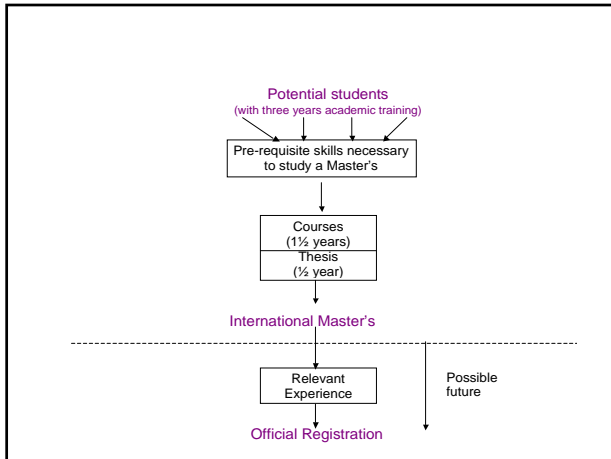 Potential students
(with three years academic training)
Pre-requisite skills necessary
to study a Master's
Courses
(1½ years)
Thesis
(½ year)
International Master's
Relevant
Experience
Possible
future
Official Registration